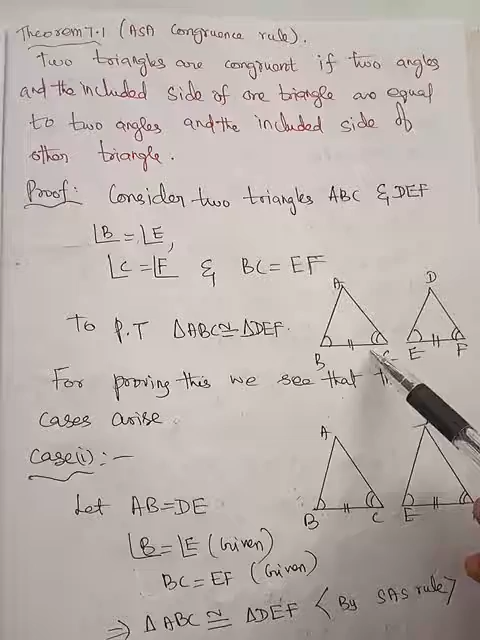 Theorem 7.1 (ASA Congruence rule).
Two triangles are congruent if two angles
and the included side of one triangle are equal
to two angles and the included side of
other triangle.
Proof: Consider two triangles ABC & DEF
∠B = ∠E,
∠C = ∠F & BC = EF
To P.T ΔABC ≅ ΔDEF.
A
B
C
D
E
F
For proving this we see that
cases arise
Case(i):-
A
B
C
E
Let AB = DE
∠B = ∠E (Given)
BC = EF (Given)
⇒ ΔABC ≅ ΔDEF < By SAS rule >